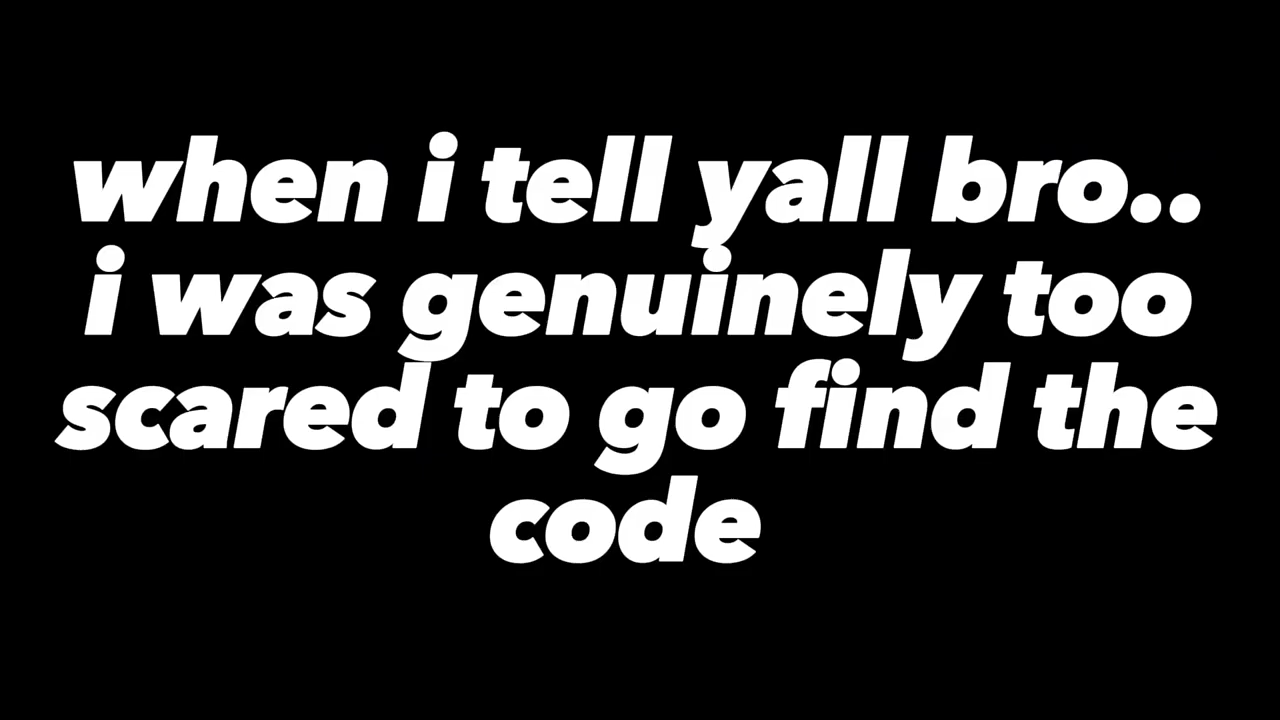 when i tell yall bro..
i was genuinely too
scared to go find the
code